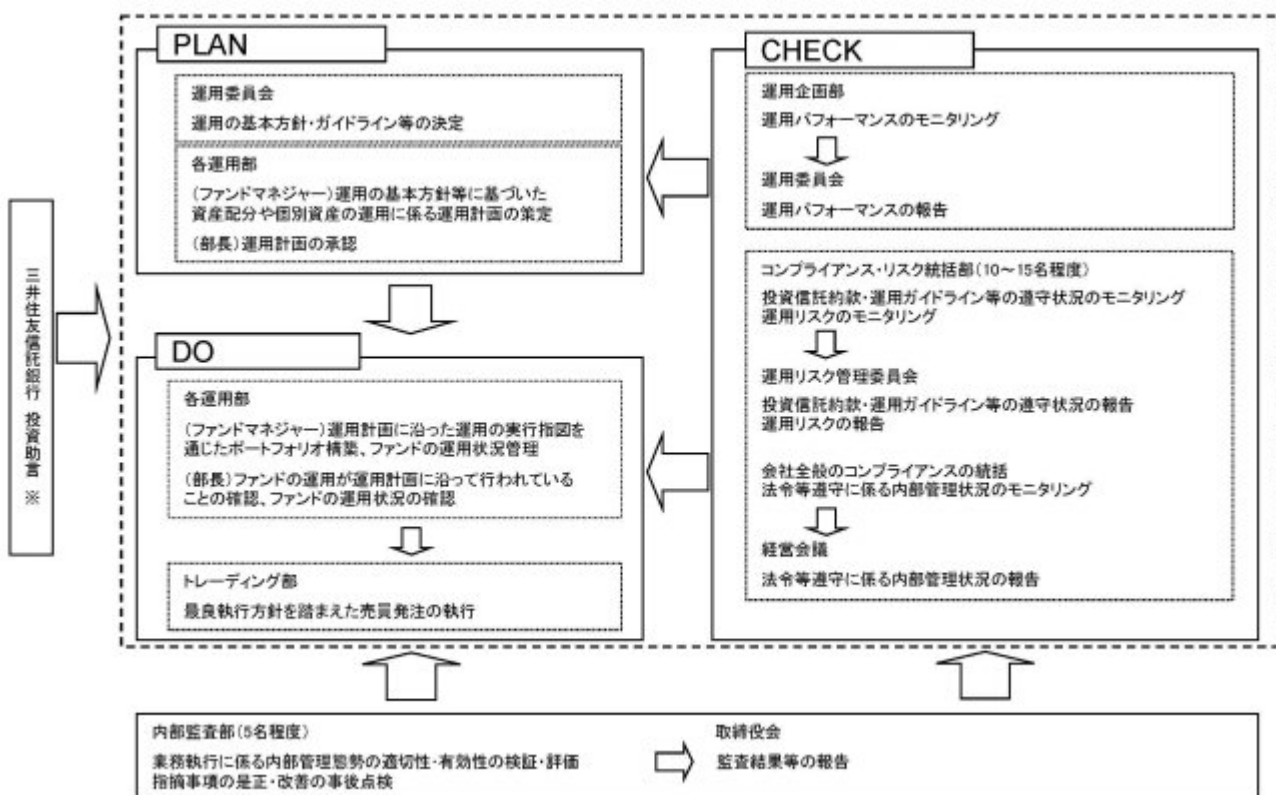 三井住友信託銀行 投資助言 ※
PLAN
運用委員会
運用の基本方針・ガイドライン等の決定
各運用部
(ファンドマネジャー)運用の基本方針等に基づいた
資産配分や個別資産の運用に係る運用計画の策定
(部長)運用計画の承認
DO
各運用部
(ファンドマネジャー)運用計画に沿った運用の実行指図を
通じたポートフォリオ構築、ファンドの運用状況管理
(部長)ファンドの運用が運用計画に沿って行われている
ことの確認、ファンドの運用状況の確認
トレーディング部
最良執行方針を踏まえた売買発注の執行
CHECK
運用企画部
運用パフォーマンスのモニタリング
運用委員会
運用パフォーマンスの報告
コンプライアンス・リスク統括部(10～15名程度)
投資信託約款・運用ガイドライン等の遵守状況のモニタリング
運用リスクのモニタリング
運用リスク管理委員会
投資信託約款・運用ガイドライン等の遵守状況の報告
運用リスクの報告
会社全般のコンプライアンスの統括
法令等遵守に係る内部管理状況のモニタリング
経営会議
法令等遵守に係る内部管理状況の報告
内部監査部(5名程度)
業務執行に係る内部管理態勢の適切性・有効性の検証・評価
指摘事項の是正・改善の事後点検
取締役会
監査結果等の報告